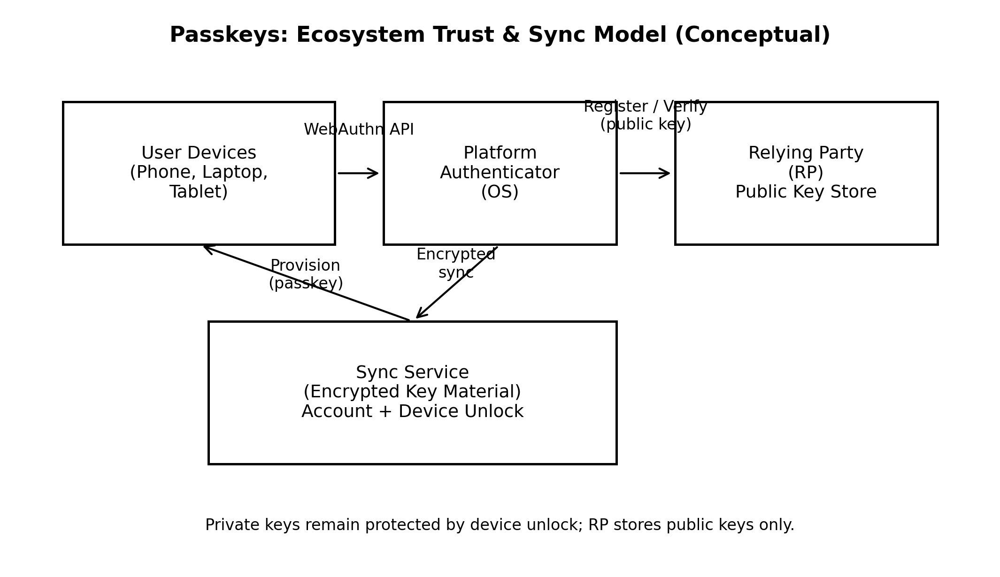 Passkeys: Ecosystem Trust & Sync Model (Conceptual)
User Devices
(Phone, Laptop,
Tablet)
WebAuthn API
Platform
Authenticator
(OS)
Register / Verify
(public key)
Relying Party
(RP)
Public Key Store
Provision
(passkey)
Encrypted
sync
Sync Service
(Encrypted Key Material)
Account + Device Unlock
Private keys remain protected by device unlock; RP stores public keys only.